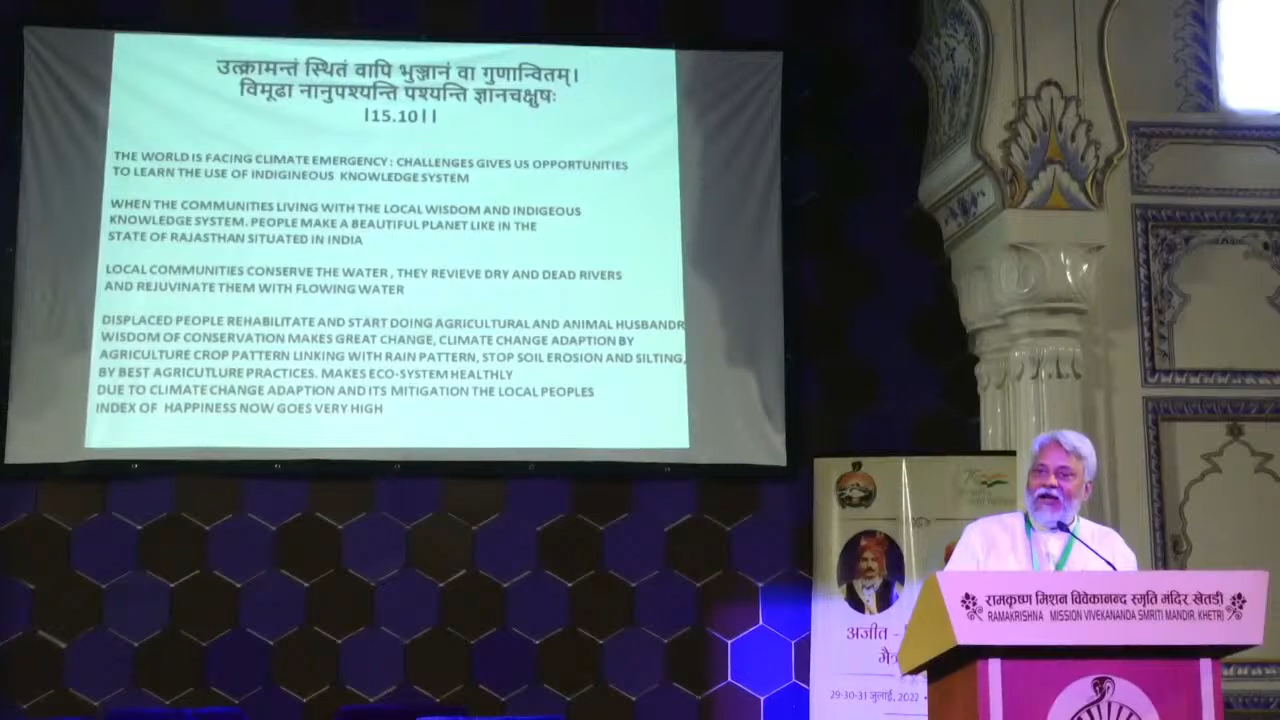 उत्क्रामन्तं स्थितं वापि भुञ्जानं वा गुणान्वितम्।
विमूढा नानुपश्यन्ति पश्यन्ति ज्ञानचक्षुषः
।15.10।।
THE WORLD IS FACING CLIMATE EMERGENCY : CHALLENGES GIVES US OPPORTUNITIES
TO LEARN THE USE OF INDIGINEOUS KNOWLEDGE SYSTEM
WHEN THE COMMUNITIES LIVING WITH THE LOCAL WISDOM AND INDIGEOUS
KNOWLEDGE SYSTEM. PEOPLE MAKE A BEAUTIFUL PLANET LIKE IN THE
STATE OF RAJASTHAN SITUATED IN INDIA
LOCAL COMMUNITIES CONSERVE THE WATER , THEY REVIEVE DRY AND DEAD RIVERS
AND REJUVINATE THEM WITH FLOWING WATER
DISPLACED PEOPLE REHABILITATE AND START DOING AGRICULTURAL AND ANIMAL HUSBANDR
WISDOM OF CONSERVATION MAKES GREAT CHANGE, CLIMATE CHANGE ADAPTION BY
AGRICULTURE CROP PATTERN LINKING WITH RAIN PATTERN, STOP SOIL EROSION AND SILTING,
BY BEST AGRICUTLURE PRACTICES. MAKES ECO-SYSTEM HEALTHLY
DUE TO CLIMATE CHANGE ADAPTION AND ITS MITIGATION THE LOCAL PEOPLES
INDEX OF HAPPINESS NOW GOES VERY HIGH
अजीत -
29-30-31 जुलाई, 2022
रामकृष्ण मिशन विवेकानन्द स्मृति मंदिर खेतड़ी
RAMAKRISHNA MISSION VIVEKANANDA SMRITI MANDIR, KHETRI